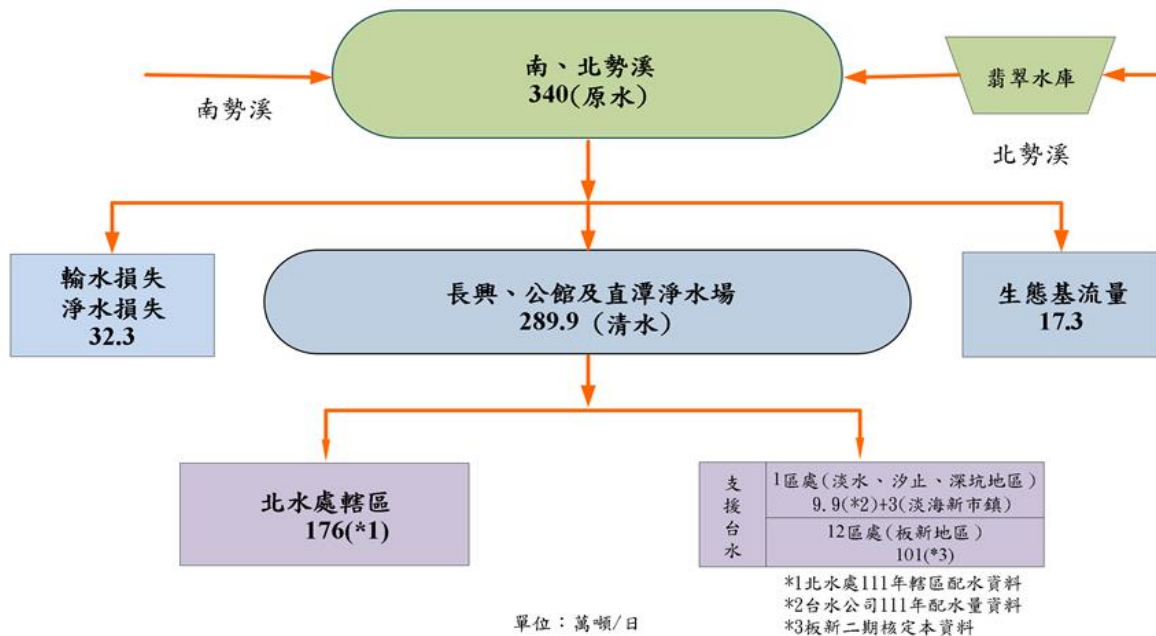 南、北勢溪
340(原水)
南勢溪
翡翠水庫
北勢溪
輸水損失
淨水損失
32.3
長興、公館及直潭淨水場
289.9 (清水)
生態基流量
17.3
北水處轄區
176(*1)
支援台水
1區處(淡水、汐止、深坑地區)
9.9(*2)+3(淡海新市鎮)
12區處(板新地區)
101(*3)
*1北水處111年轄區配水資料
*2台水公司111年配水量資料
*3板新二期核定本資料
單位：萬噸/日